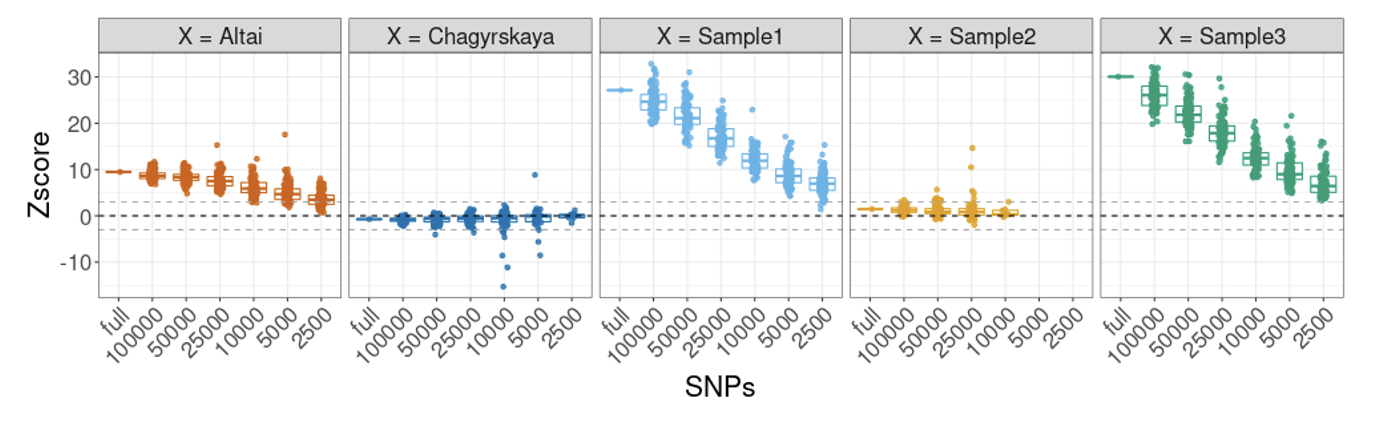 X = Altai
X = Chagyrskaya
X = Sample1
X = Sample2
X = Sample3
Zscore
30
20
10
0
-10
full
100000
50000
25000
10000
5000
2500
full
100000
50000
25000
10000
5000
2500
full
100000
50000
25000
10000
5000
2500
full
100000
50000
25000
10000
5000
2500
full
100000
50000
25000
10000
5000
2500
SNPs